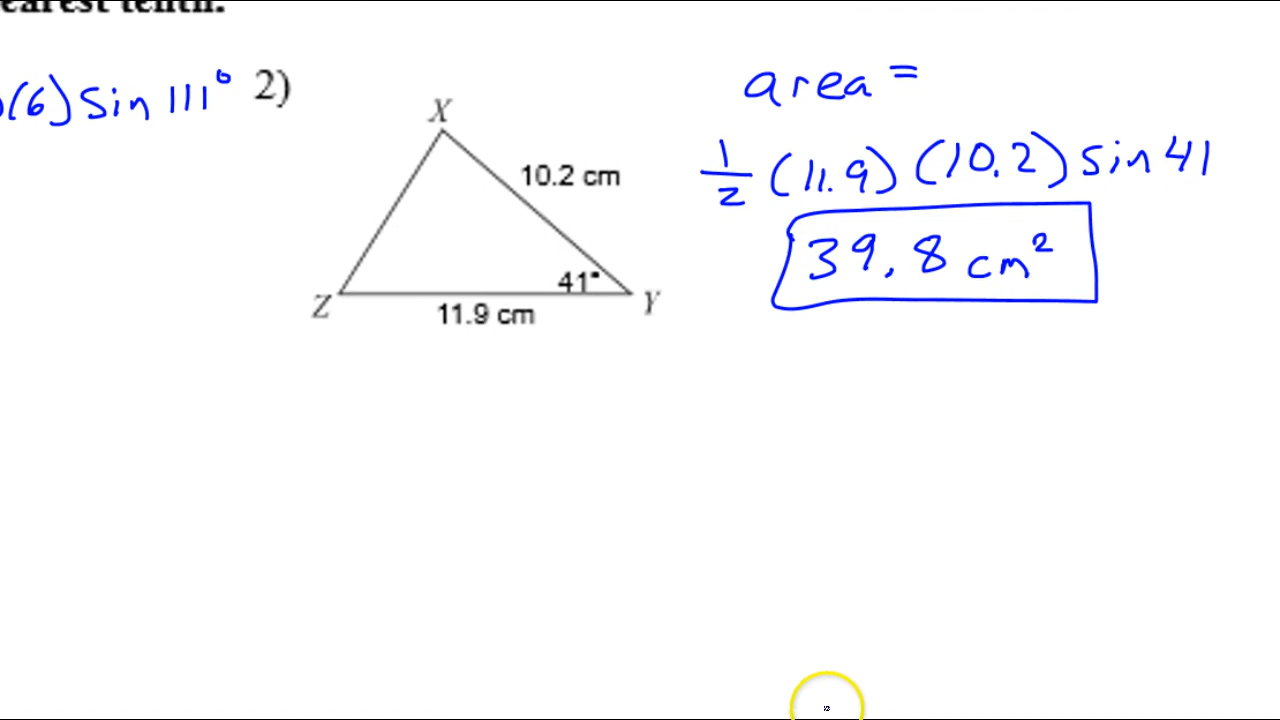 earest tenth.
)(6) sin 111° 2)
area =
X
10.2 cm
1/2 (11.9) (10.2) sin 41
39.8 cm²
41°
Z
Y
11.9 cm